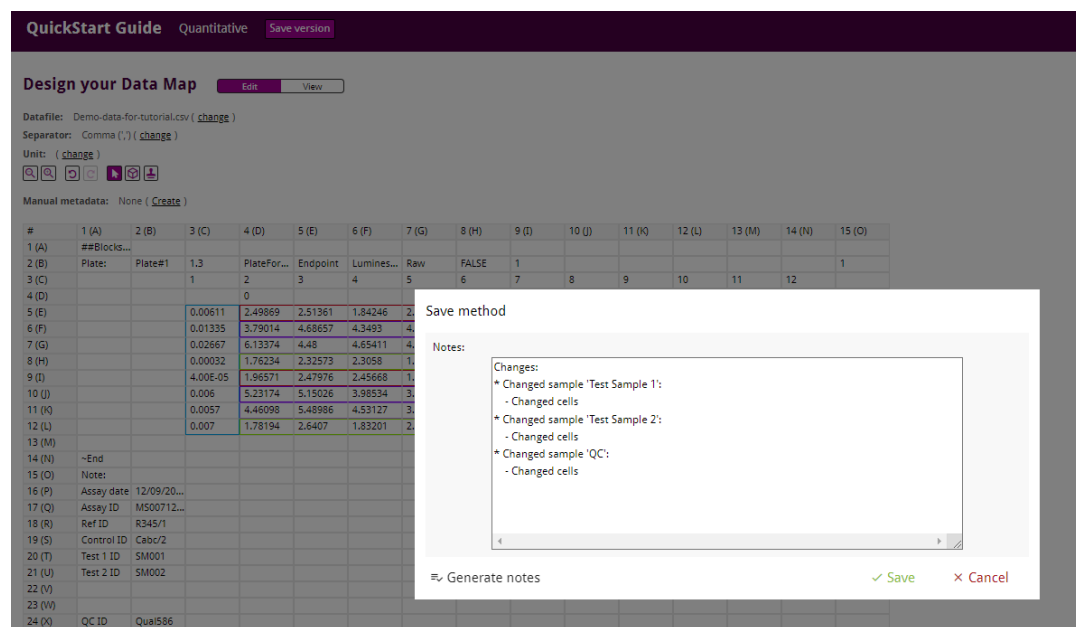 QuickStart Guide Quantitative Save version
Design your Data Map Edit View
Datafile: Demo-data-for-tutorial.csv ( change )
Separator: Comma (',') ( change )
Unit: ( change )
Manual metadata: None ( Create )
# 1 (A) 2 (B) 3 (C) 4 (D) 5 (E) 6 (F) 7 (G) 8 (H) 9 (I) 10 (J) 11 (K) 12 (L) 13 (M) 14 (N) 15 (O)
1 (A) ##Blocks...
2 (B) Plate: Plate#1 1.3 PlateFor... Endpoint Lumines... Raw FALSE 1 1
3 (C) 1 2 3 4 5 6 7 8 9 10 11 12
4 (D) 0
5 (E) 0.00611 2.49869 2.51361 1.84246 2.
6 (F) 0.01335 3.79014 4.68657 4.3493 4.
7 (G) 0.02667 6.13374 4.48 4.65411 4.
8 (H) 0.00032 1.76234 2.32573 2.3058 1.
9 (I) 4.00E-05 1.96571 2.47976 2.45668 1.
10 (J) 0.006 5.23174 5.15026 3.98534 3.
11 (K) 0.0057 4.46098 5.48986 4.53127 3.
12 (L) 0.007 1.78194 2.6407 1.83201 2.
13 (M)
14 (N) ~End
15 (O) Note:
16 (P) Assay date 12/09/20...
17 (Q) Assay ID MS00712...
18 (R) Ref ID R345/1
19 (S) Control ID Cabc/2
20 (T) Test 1 ID SM001
21 (U) Test 2 ID SM002
22 (V)
23 (W)
24 (X) QC ID Qual586
Save method
Notes:
Changes:
* Changed sample 'Test Sample 1':
- Changed cells
* Changed sample 'Test Sample 2':
- Changed cells
* Changed sample 'QC':
- Changed cells
Generate notes Save Cancel